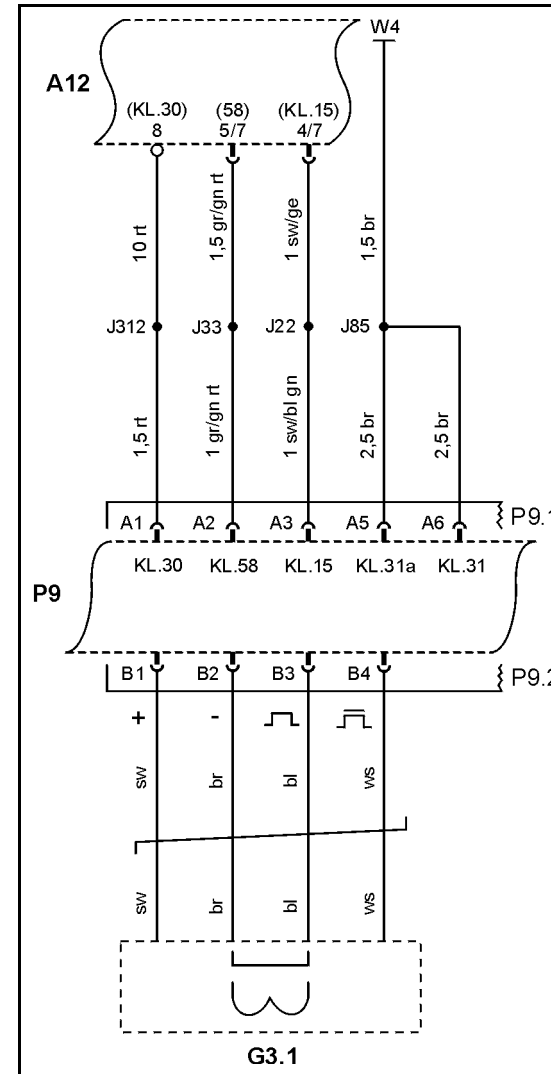 W4
A12
(KL.30) (58) (KL.15)
8 5/7 4/7
10 rt 1,5 gr/gn rt 1 sw/ge 1,5 br
J312 J33 J22 J85
1,5 rt 1 gr/gn rt 1 sw/bl gn 2,5 br 2,5 br
A1 A2 A3 A5 A6 P9.1
KL.30 KL.58 KL.15 KL.31a KL.31
P9
B1 B2 B3 B4 P9.2
+ -
sw br bl ws
sw br bl ws
G3.1